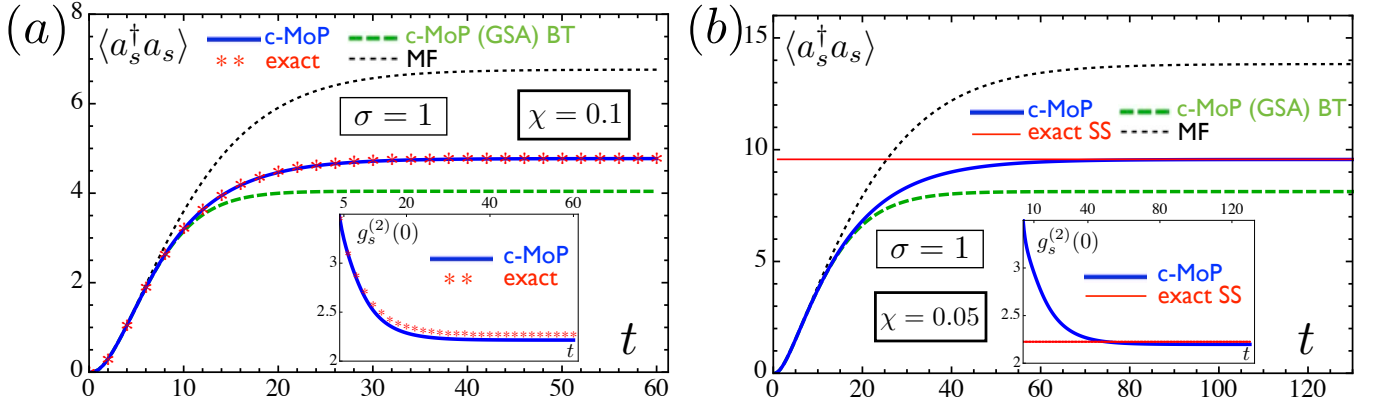 (a)
⟨a_s^†a_s⟩
c-MoP
c-MoP (GSA) BT
** exact
MF
σ = 1
χ = 0.1
8
6
4
2
0
0 10 20 30 40 50 60
t
5 20 40 60
g_s^{(2)}(0)
c-MoP
** exact
3
2.5
2
t
(b)
⟨a_s^†a_s⟩
c-MoP
c-MoP (GSA) BT
exact SS
MF
σ = 1
χ = 0.05
15
10
5
0
0 20 40 60 80 100 120
t
10 40 80 120
g_s^{(2)}(0)
c-MoP
exact SS
3
2.5
2
t